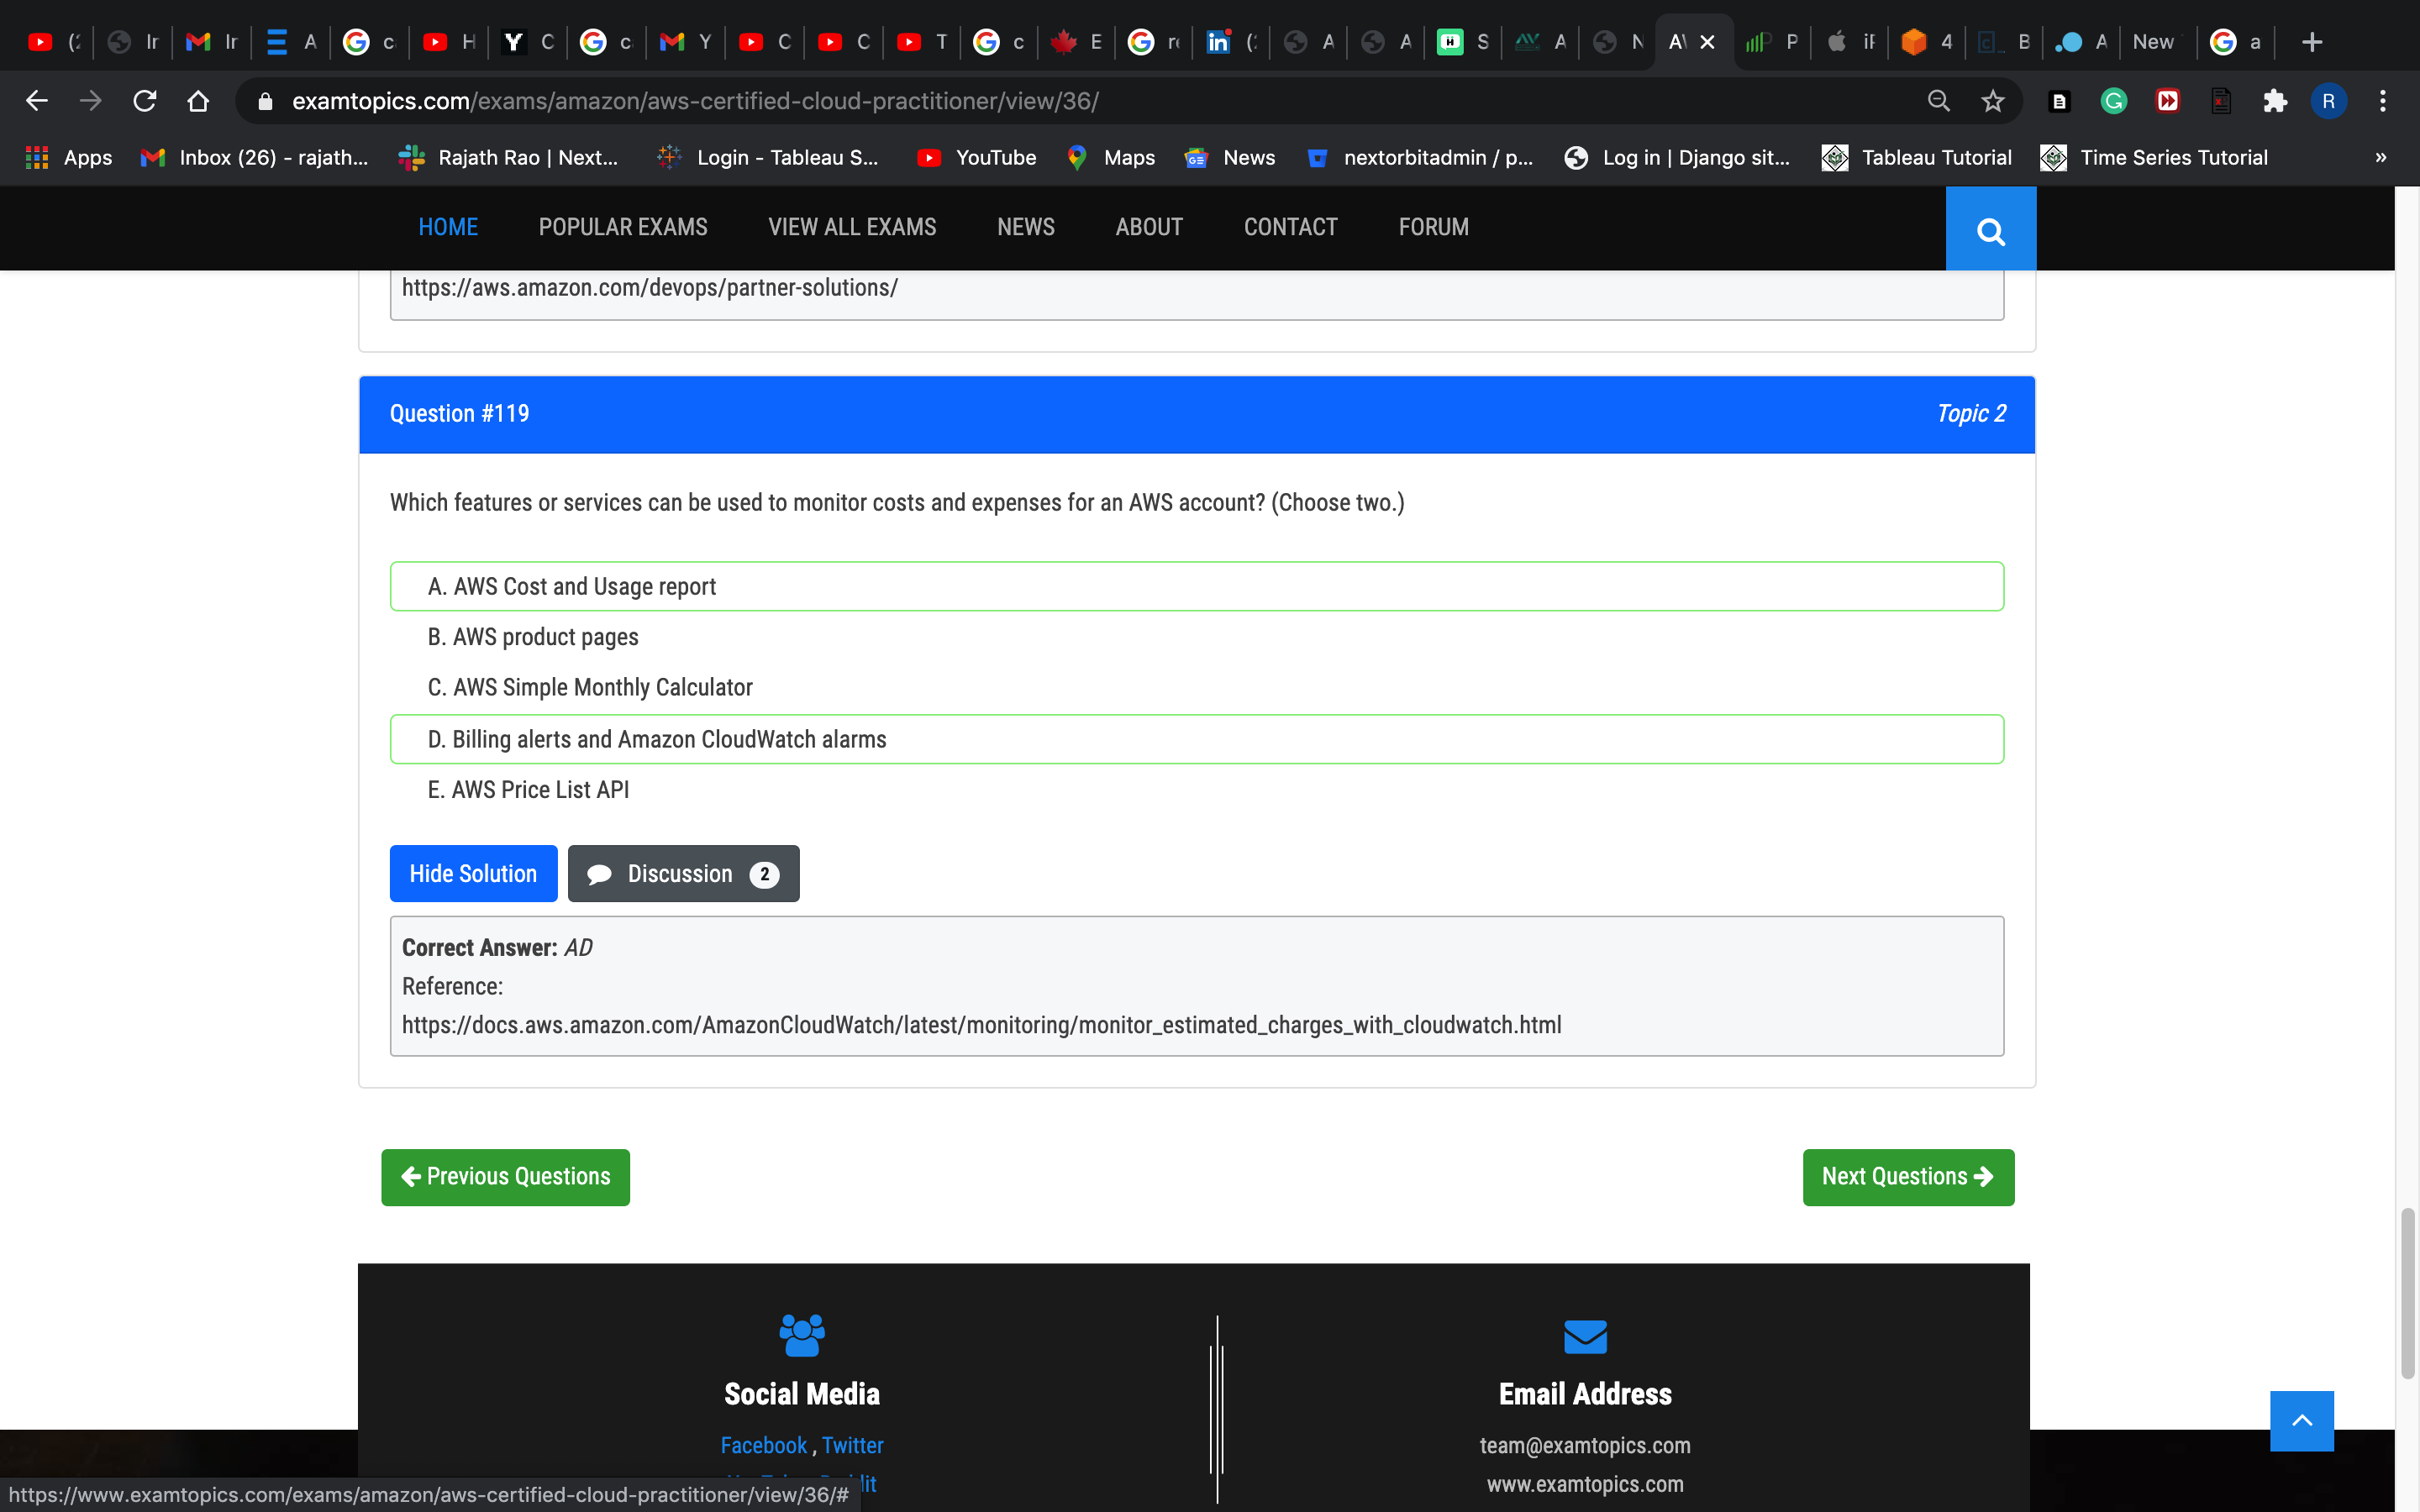 examtopics.com/exams/amazon/aws-certified-cloud-practitioner/view/36/
Apps Inbox (26) - rajath... Rajath Rao | Next... Login - Tableau S... YouTube Maps News nextorbitadmin / p... Log in | Django sit... Tableau Tutorial Time Series Tutorial »
HOME POPULAR EXAMS VIEW ALL EXAMS NEWS ABOUT CONTACT FORUM
https://aws.amazon.com/devops/partner-solutions/
Question #119 Topic 2
Which features or services can be used to monitor costs and expenses for an AWS account? (Choose two.)
A. AWS Cost and Usage report
B. AWS product pages
C. AWS Simple Monthly Calculator
D. Billing alerts and Amazon CloudWatch alarms
E. AWS Price List API
Hide Solution Discussion 2
Correct Answer: AD
Reference:
https://docs.aws.amazon.com/AmazonCloudWatch/latest/monitoring/monitor_estimated_charges_with_cloudwatch.html
Previous Questions Next Questions
Social Media Email Address
Facebook , Twitter team@examtopics.com
www.examtopics.com
https://www.examtopics.com/exams/amazon/aws-certified-cloud-practitioner/view/36/#